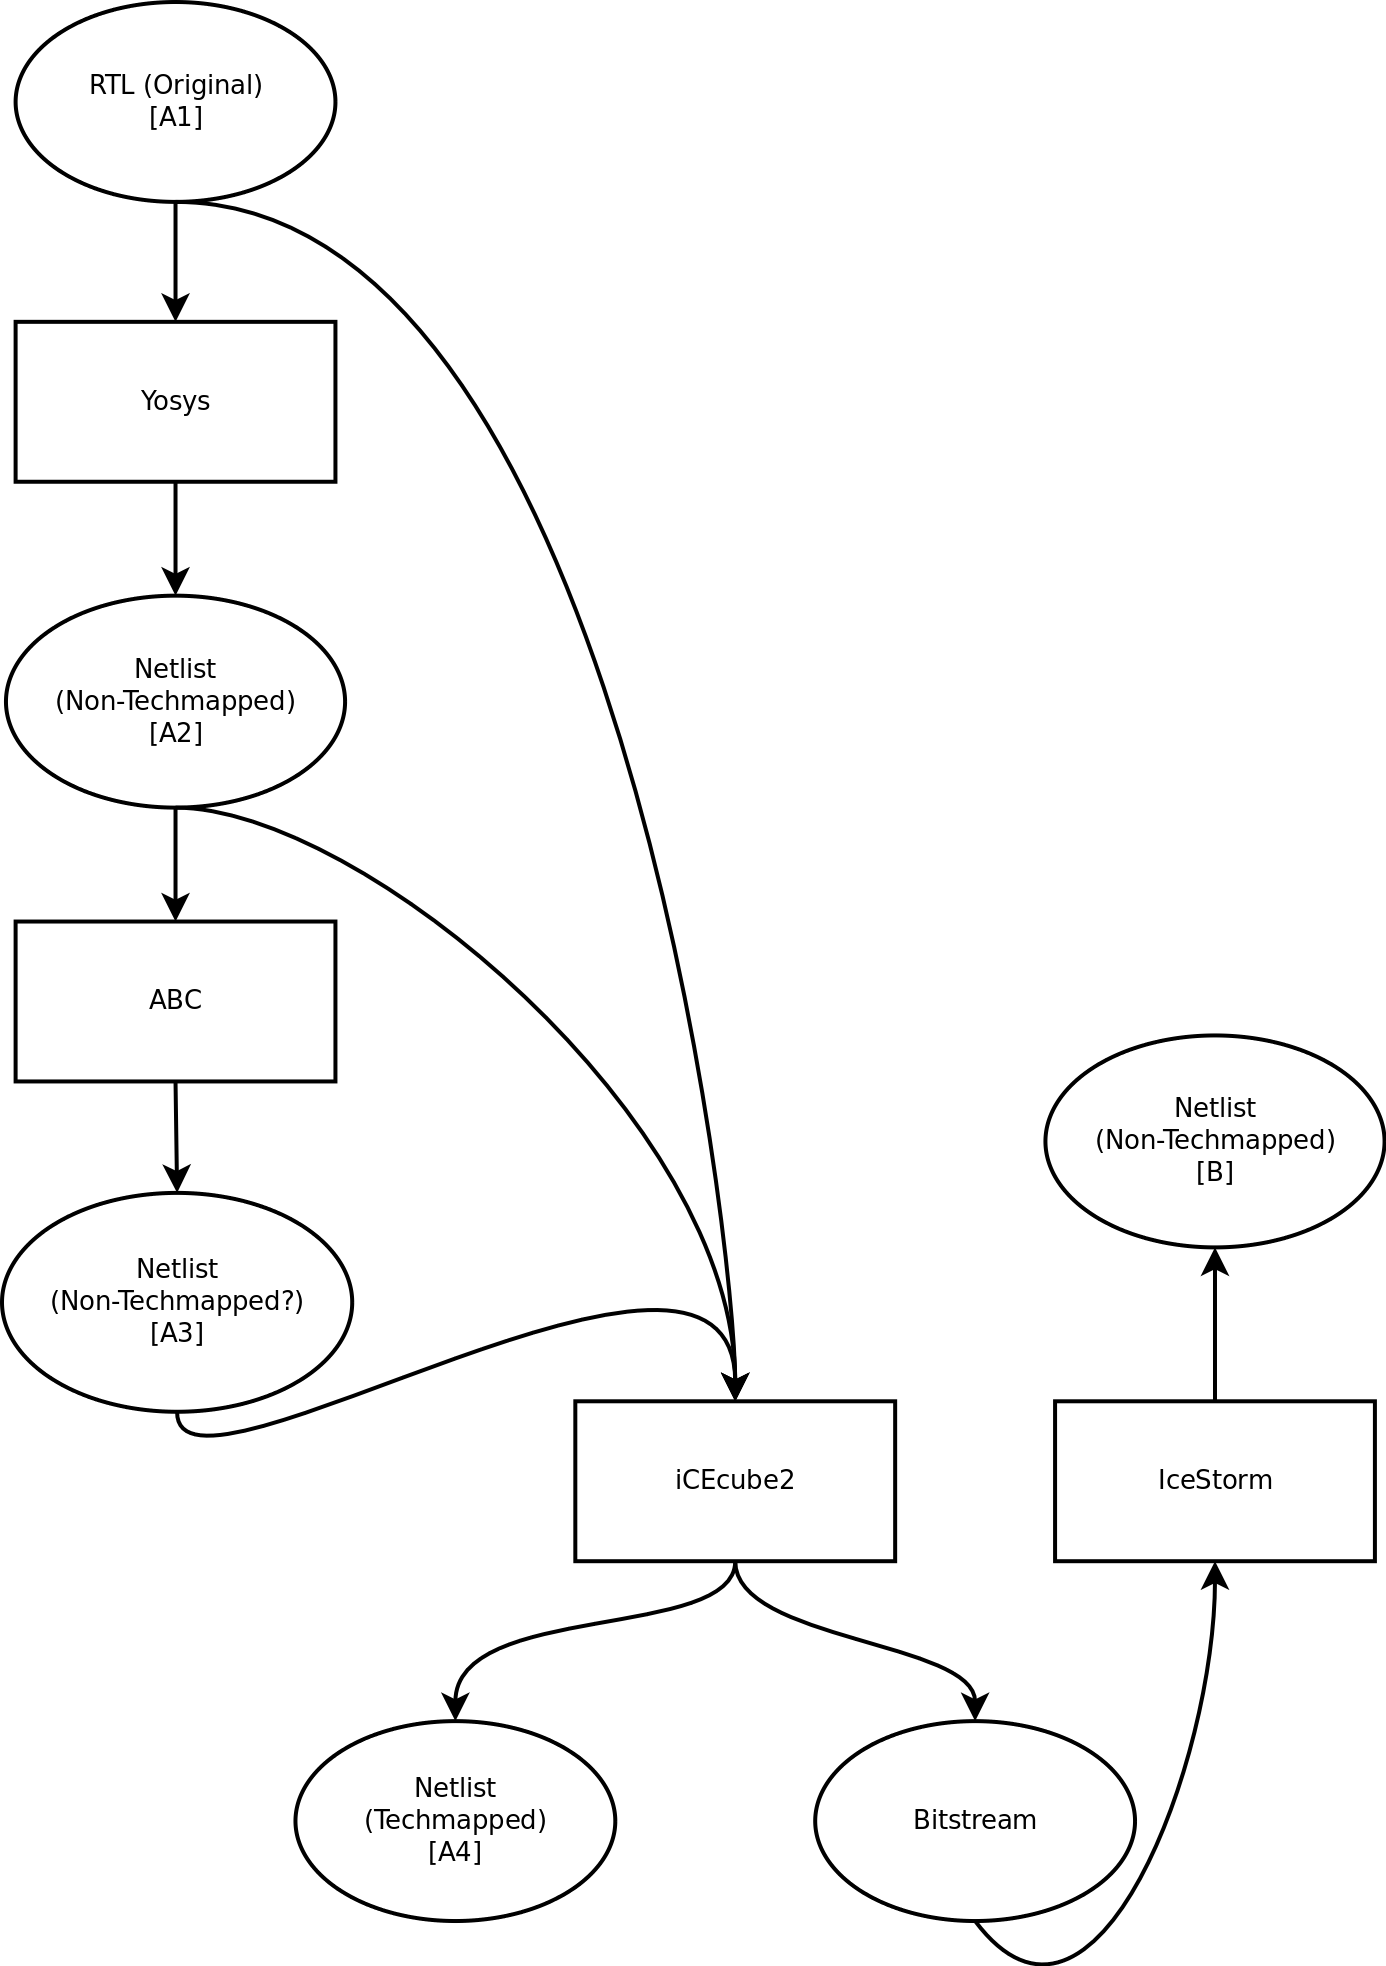 RTL (Original)
[A1]
Yosys
Netlist
(Non-Techmapped)
[A2]
ABC
Netlist
(Non-Techmapped)
[B]
Netlist
(Non-Techmapped?)
[A3]
iCEcube2
IceStorm
Netlist
(Techmapped)
[A4]
Bitstream